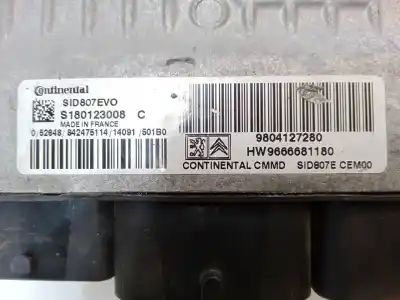 Continental
SID807EVO
S180123008 C
MADE IN FRANCE
0/52648/842475114/14091/501B0
9804127280
HW9666681180
CONTINENTAL CMMD SID807E CEM00